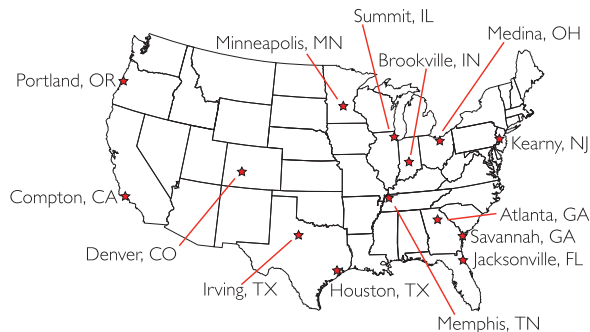 Summit, IL
Medina, OH
Minneapolis, MN
Brookville, IN
Portland, OR
Kearny, NJ
Compton, CA
Atlanta, GA
Savannah, GA
Denver, CO
Jacksonville, FL
Irving, TX
Houston, TX
Memphis, TN